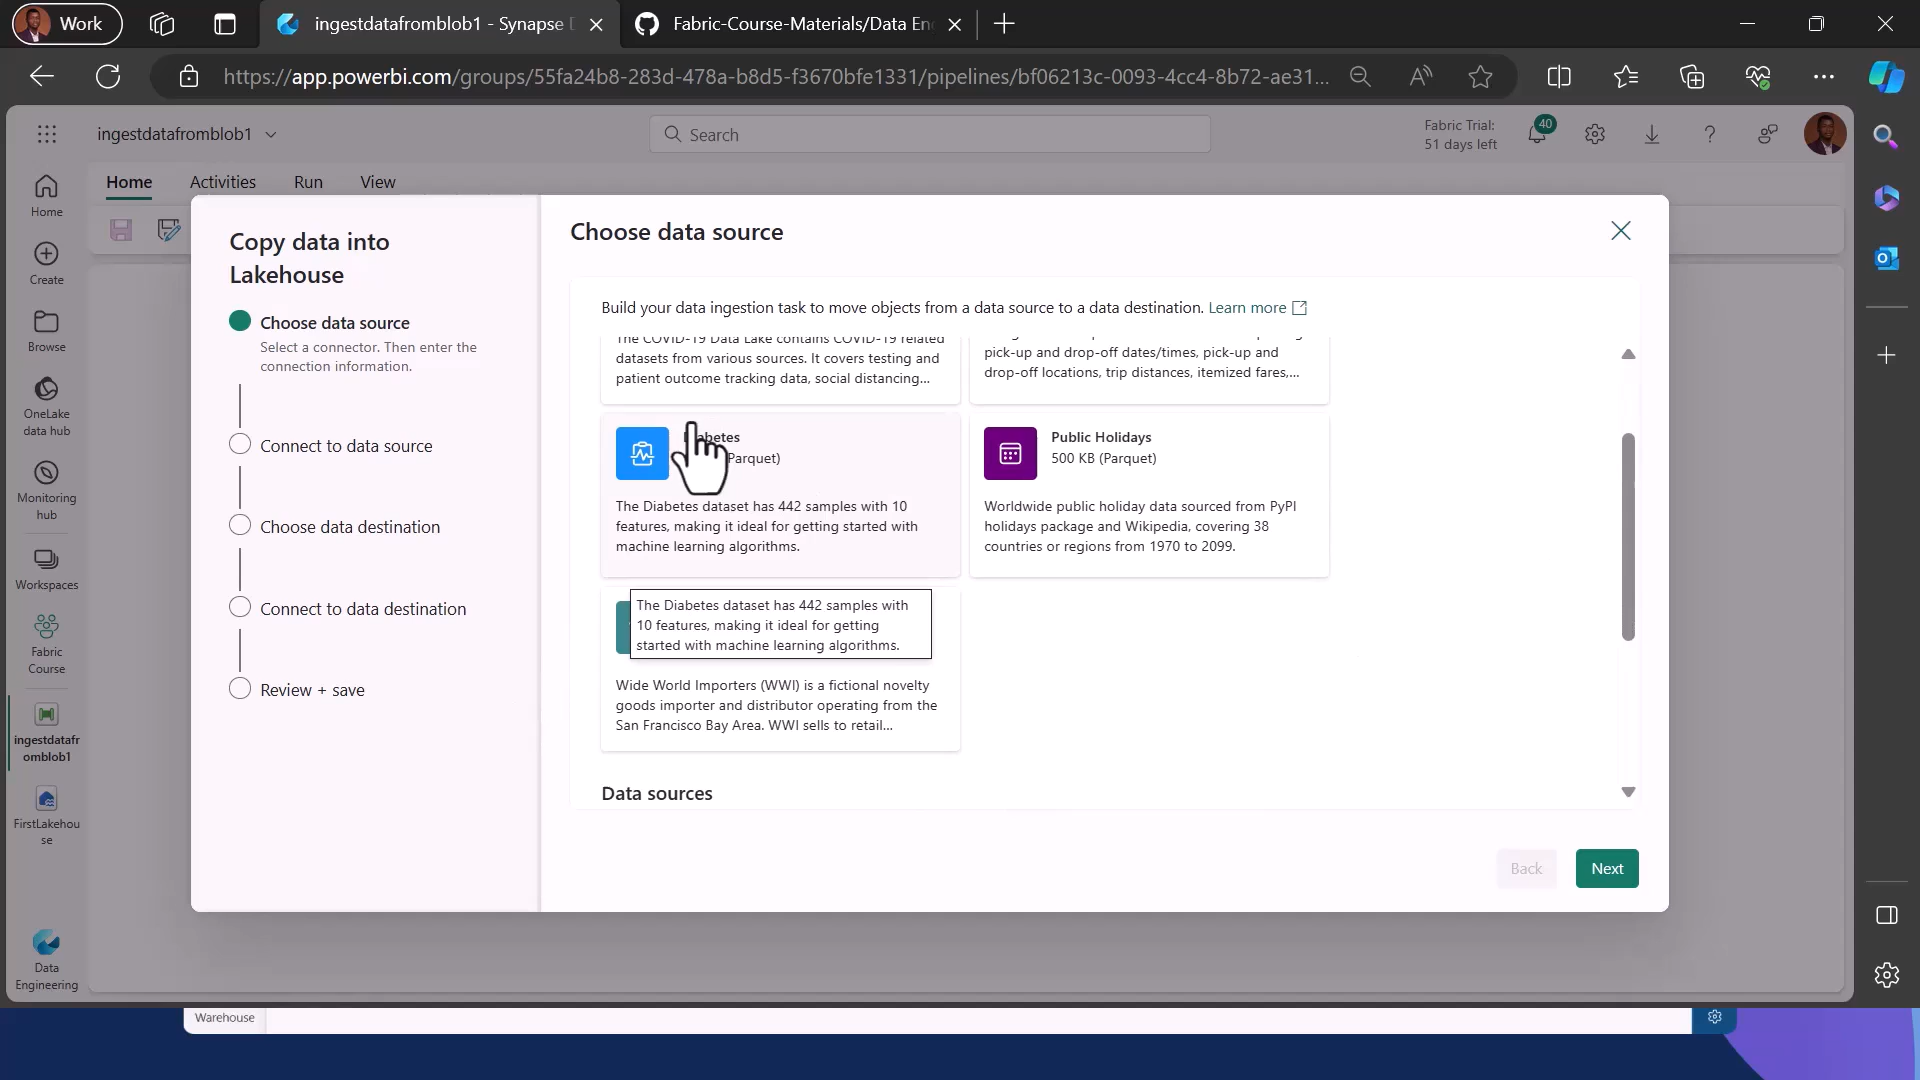 Work
ingestdatafromblob1 - Synapse D
Fabric-Course-Materials/Data En
https://app.powerbi.com/groups/55fa24b8-283d-478a-b8d5-f3670bfe1331/pipelines/bf06213c-0093-4cc4-8b72-ae31...
ingestdatafromblob1
Search
Fabric Trial:
51 days left
40
Home
Activities
Run
View
Home
Create
Browse
OneLake
data hub
Monitoring
hub
Workspaces
Fabric
Course
ingestdatafr
omblob1
FirstLakehou
se
Data
Engineering
Copy data into
Lakehouse
Choose data source
Select a connector. Then enter the
connection information.
Connect to data source
Choose data destination
Connect to data destination
Review + save
Choose data source
Build your data ingestion task to move objects from a data source to a data destination. Learn more
The COVID-19 Data Lake contains COVID-19 related
datasets from various sources. It covers testing and
patient outcome tracking data, social distancing...
pick-up and drop-off dates/times, pick-up and
drop-off locations, trip distances, itemized fares,...
Diabetes
Parquet)
The Diabetes dataset has 442 samples with 10
features, making it ideal for getting started with
machine learning algorithms.
Public Holidays
500 KB (Parquet)
Worldwide public holiday data sourced from PyPI
holidays package and Wikipedia, covering 38
countries or regions from 1970 to 2099.
The Diabetes dataset has 442 samples with
10 features, making it ideal for getting
started with machine learning algorithms.
Wide World Importers (WWI) is a fictional novelty
goods importer and distributor operating from the
San Francisco Bay Area. WWI sells to retail...
Data sources
Back
Next
Warehouse